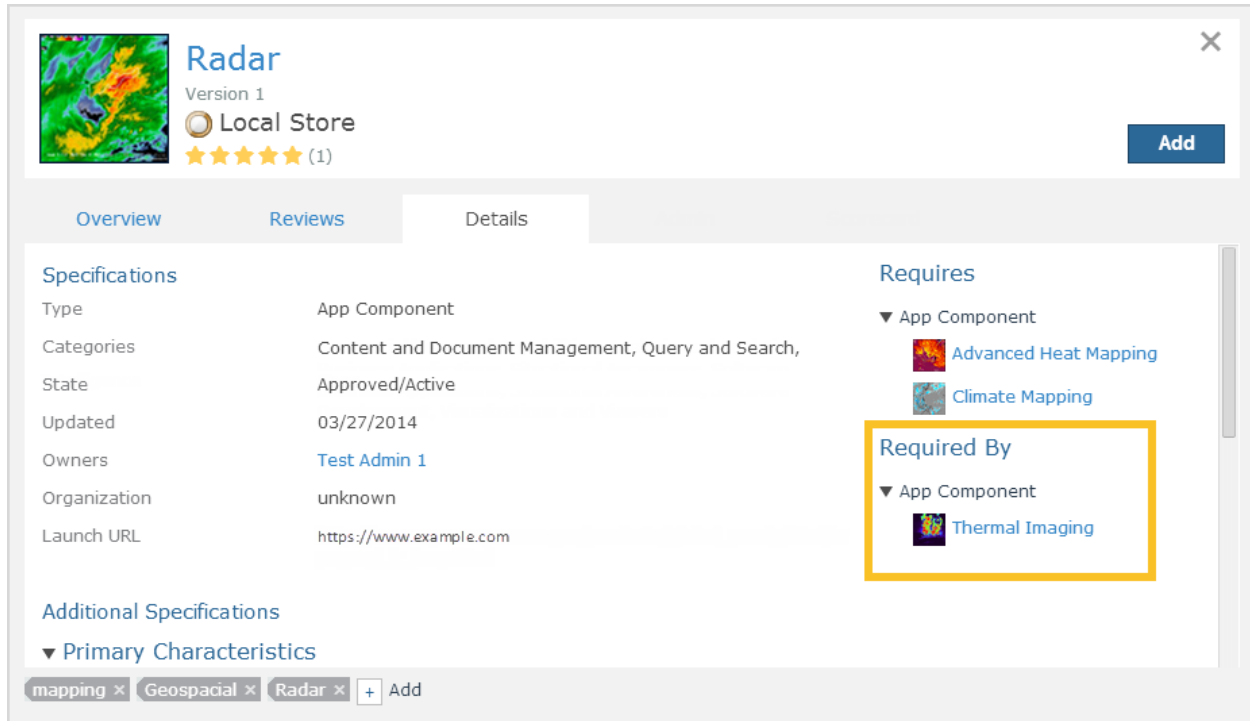 Radar
Version 1
Local Store
(1)
Add
Overview Reviews Details
Specifications
Type App Component
Categories Content and Document Management, Query and Search,
State Approved/Active
Updated 03/27/2014
Owners Test Admin 1
Organization unknown
Launch URL https://www.example.com
Additional Specifications
▼ Primary Characteristics
Requires
▼ App Component
Advanced Heat Mapping
Climate Mapping
Required By
▼ App Component
Thermal Imaging
mapping × Geospacial × Radar × + Add